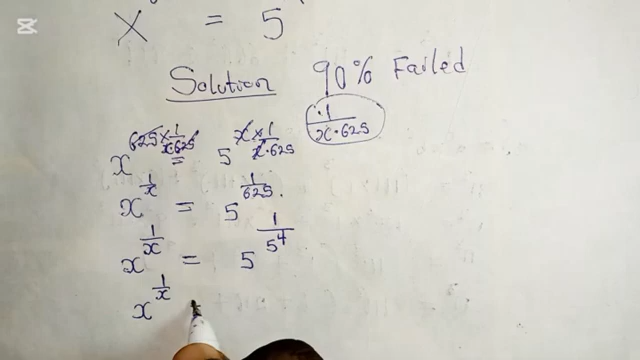 x = 5
Solution 90% Failed
x^(625×1/(x·625)) = 5^(x×1/(x·625)) ·1/(x·625)
x^(1/x) = 5^(1/625).
x^(1/x) = 5^(1/5^4)
x^(1/x)